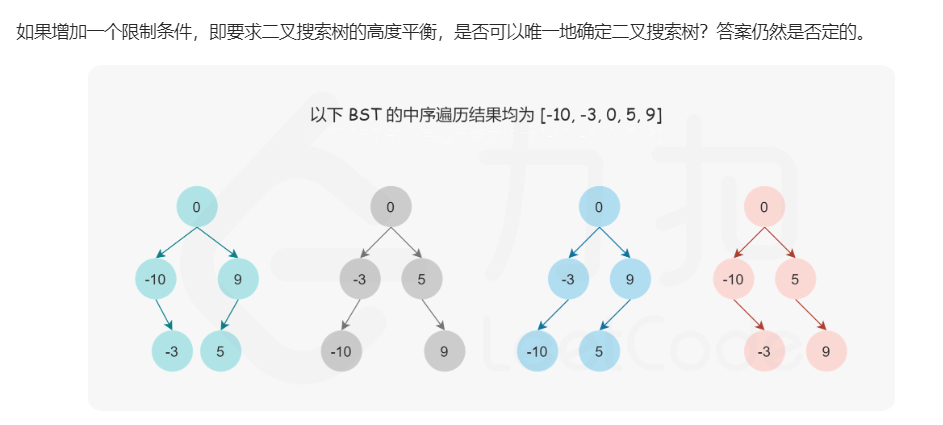 如果增加一个限制条件，即要求二叉搜索树的高度平衡，是否可以唯一地确定二叉搜索树？答案仍然是否定的。
以下 BST 的中序遍历结果均为 [-10, -3, 0, 5, 9]
0 0 0 0
-10 9 -3 5 -3 9 -10 5
-3 5 -10 9 -10 5 -3 9
力扣
LeetCode